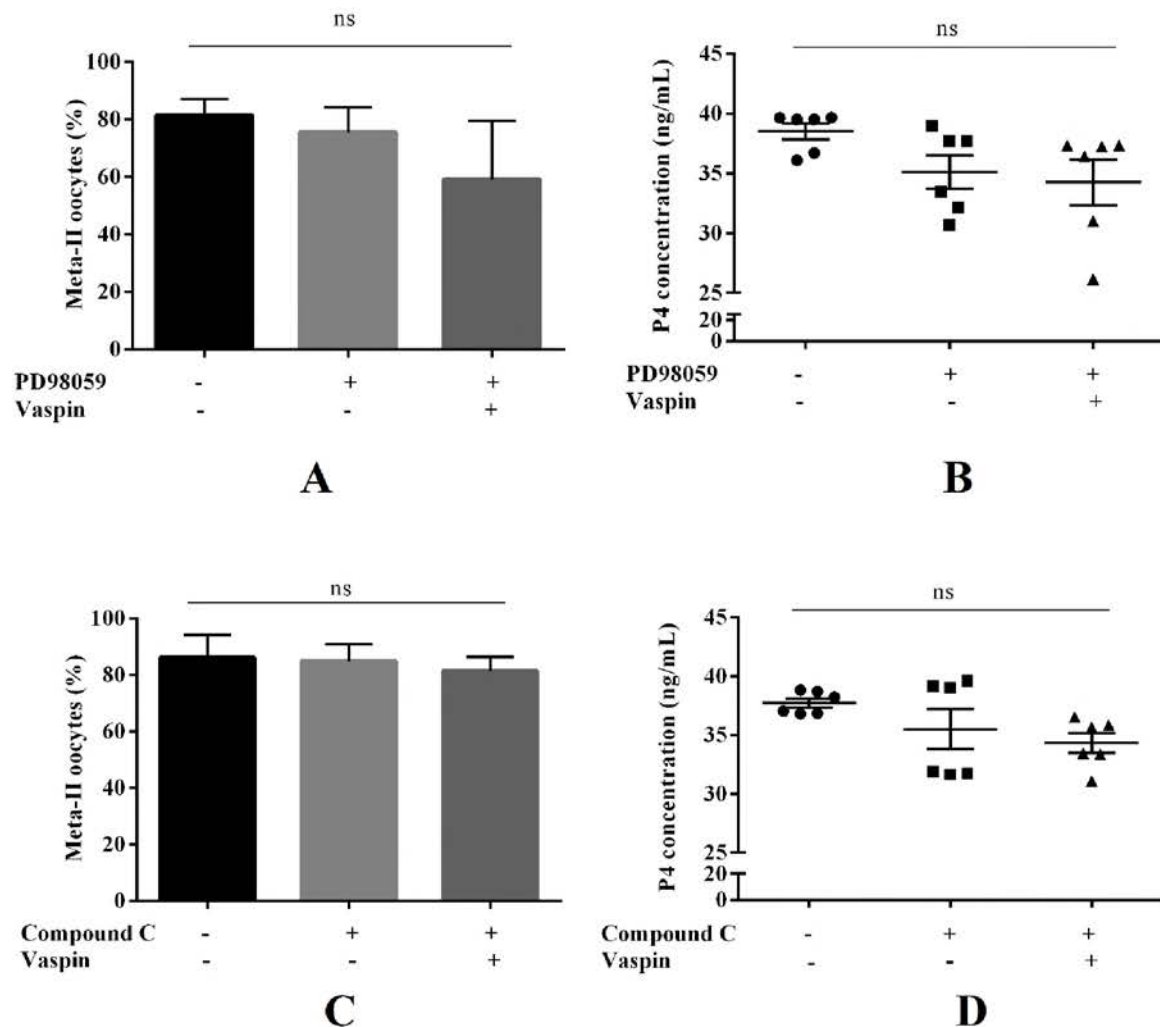 ns
Meta-II oocytes (%)
100
80
60
40
20
0
PD98059 - + +
Vaspin - - +
A
ns
P4 concentration (ng/mL)
45
40
35
30
25
20
0
PD98059 - + +
Vaspin - - +
B
ns
Meta-II oocytes (%)
100
80
60
40
20
0
Compound C - + +
Vaspin - - +
C
ns
P4 concentration (ng/mL)
45
40
35
30
25
20
0
Compound C - + +
Vaspin - - +
D